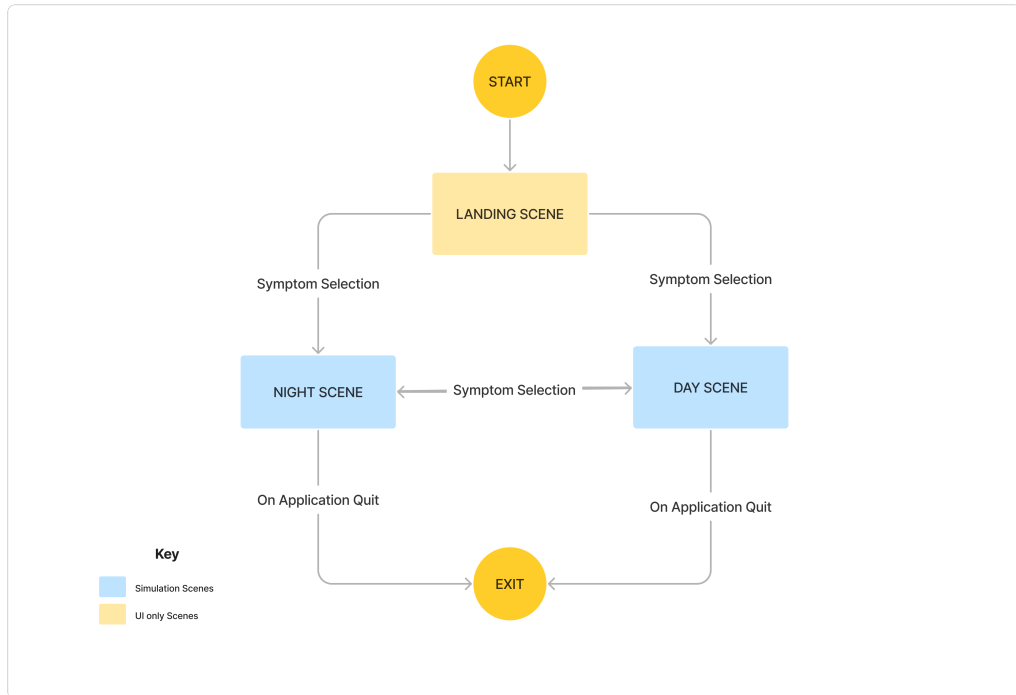 START
LANDING SCENE
Symptom Selection
Symptom Selection
NIGHT SCENE
Symptom Selection
DAY SCENE
On Application Quit
On Application Quit
Key
EXIT
Simulation Scenes
UI only Scenes